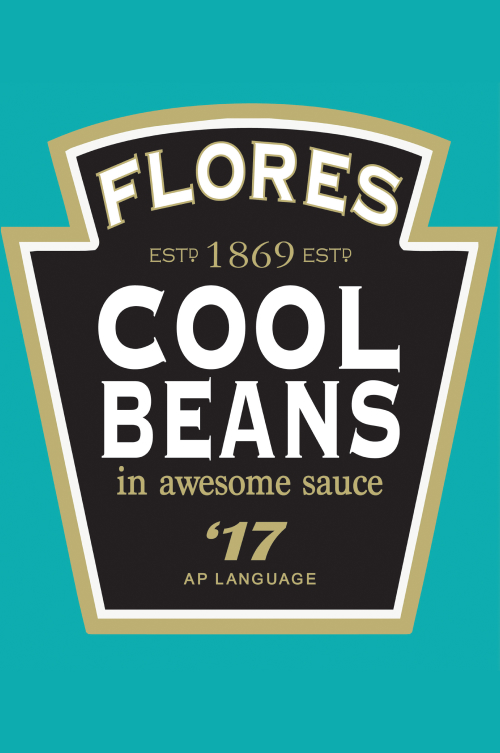 FLORES
ESTD 1869 ESTD
COOL
BEANS
in awesome sauce
‘17
AP LANGUAGE